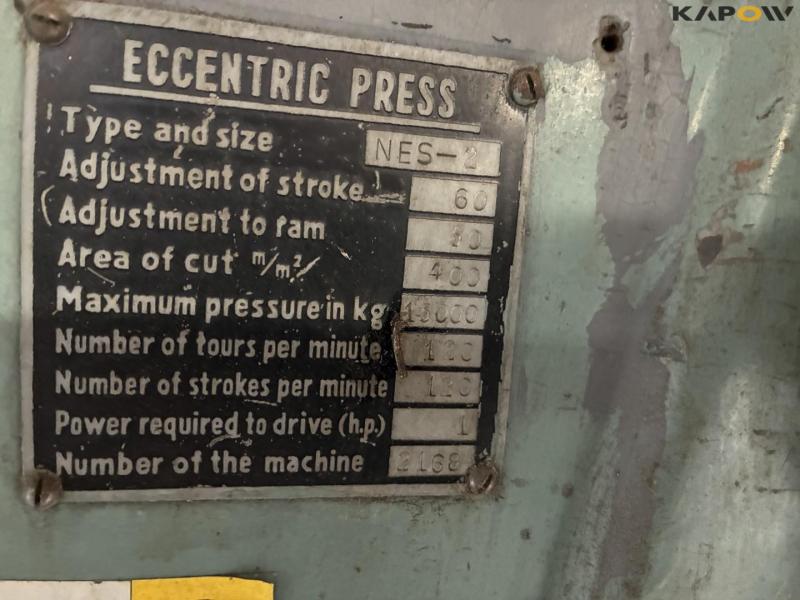 KAPOW
ECCENTRIC PRESS
Type and size NES-2
Adjustment of stroke 60
Adjustment to ram
Area of cut m/m² 400
Maximum pressure in kg
Number of tours per minute
Number of strokes per minute 120
Power required to drive (h.p.) 1
Number of the machine 2168